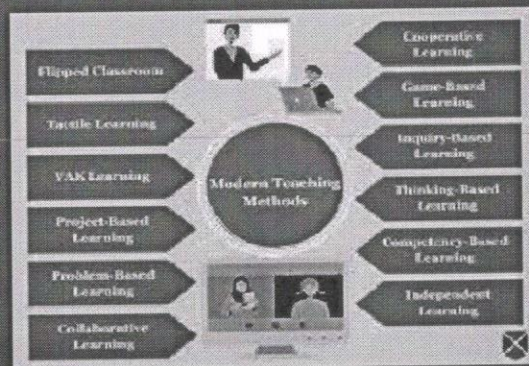 Flipped Classroom
Tactile Learning
VAK Learning
Project-Based
Learning
Problem-Based
Learning
Collaborative
Learning
Modern Teaching
Methods
Cooperative
Learning
Game-Based
Learning
Inquiry-Based
Learning
Thinking-Based
Learning
Competency-Based
Learning
Independent
Learning